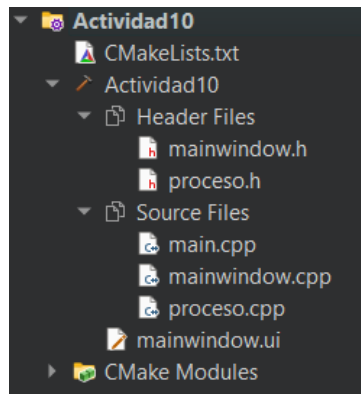 Actividad10
CMakeLists.txt
Actividad10
Header Files
mainwindow.h
proceso.h
Source Files
main.cpp
mainwindow.cpp
proceso.cpp
mainwindow.ui
CMake Modules